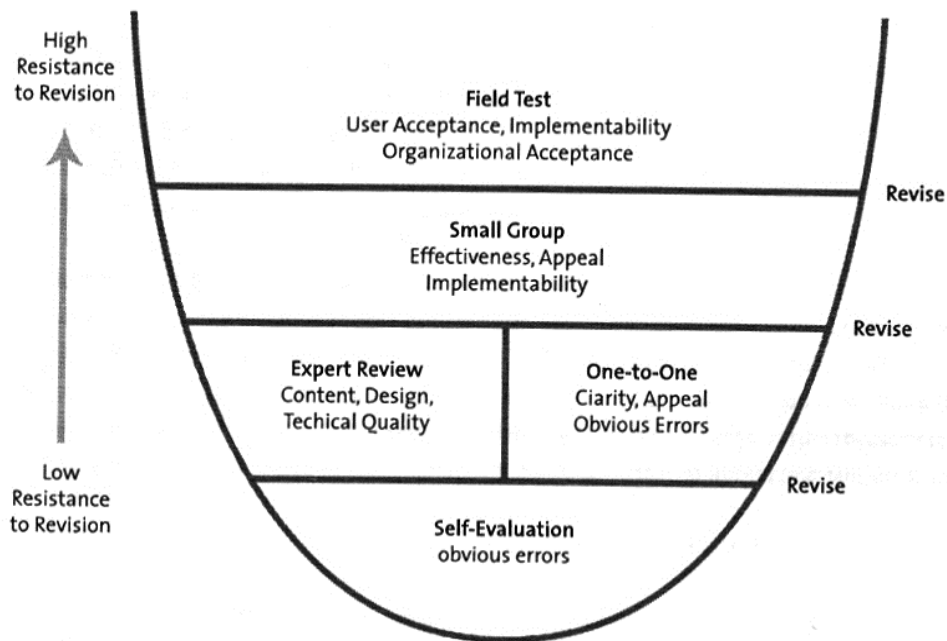 High
Resistance
to Revision
Field Test
User Acceptance, Implementability
Organizational Acceptance
Revise
Small Group
Effectiveness, Appeal
Implementability
Revise
Expert Review
Content, Design,
Techical Quality
One-to-One
Ciarity, Appeal
Obvious Errors
Revise
Low
Resistance
to Revision
Self-Evaluation
obvious errors